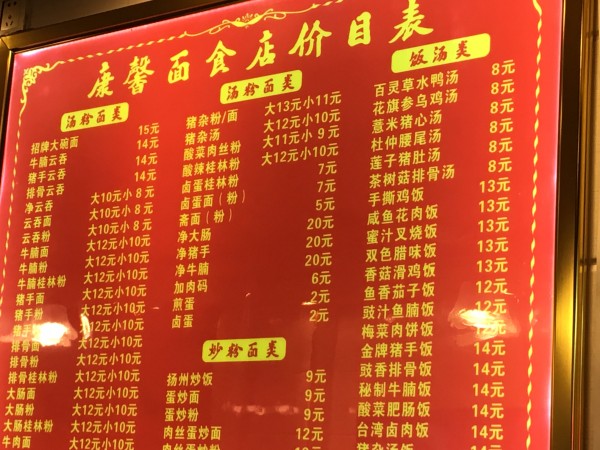 康馨面食店价目表
汤粉面类
招牌大碗面 15元
牛腩云吞 14元
猪手云吞 14元
排骨云吞 14元
净云吞 大10元小8元
云吞面 大10元小8元
云吞粉 大10元小8元
牛腩面 大12元小10元
牛腩粉 大12元小10元
牛腩桂林粉 大12元小10元
猪手面 大12元小10元
猪手粉 大12元小10元
猪手桂林粉 大12元小10元
排骨面 大12元小10元
排骨粉 大12元小10元
排骨桂林粉 大12元小10元
大肠面 大12元小10元
大肠粉 大12元小10元
大肠桂林粉 大12元小10元
牛肉面 大12元小10元
汤粉面类
猪杂粉/面 大13元小11元
猪杂汤 大12元小10元
酸菜肉丝粉 大11元小9元
酸辣桂林粉 大12元小10元
卤蛋桂林粉 7元
卤蛋面（粉） 7元
斋面（粉） 5元
净大肠 20元
净猪手 20元
净牛腩 20元
加肉码 6元
煎蛋 2元
卤蛋 2元
炒粉面类
扬州炒饭 9元
蛋炒面 9元
蛋炒粉 9元
肉丝蛋炒面 12元
饭汤类
百灵草水鸭汤 8元
花旗参乌鸡汤 8元
薏米猪心汤 8元
杜仲腰尾汤 8元
莲子猪肚汤 8元
茶树菇排骨汤 8元
手撕鸡饭 13元
咸鱼花肉饭 13元
蜜汁叉烧饭 13元
双色腊味饭 13元
香菇滑鸡饭 13元
鱼香茄子饭 12元
豉汁鱼腩饭 12元
梅菜肉饼饭 12元
金牌猪手饭 14元
豉香排骨饭 14元
秘制牛腩饭 14元
酸菜肥肠饭 14元
台湾卤肉饭 14元
猪杂汤饭